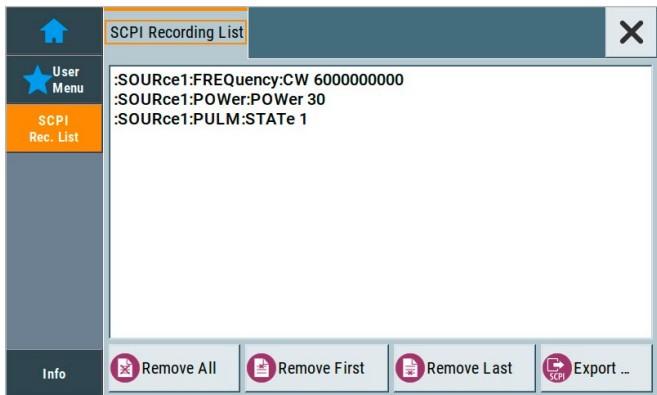 SCPI Recording List
User
Menu
SCPI
Rec. List
:SOURce1:FREQuency:CW 6000000000
:SOURce1:POWer:POWer 30
:SOURce1:PULM:STATe 1
Info
Remove All
Remove First
Remove Last
SCPI
Export ...